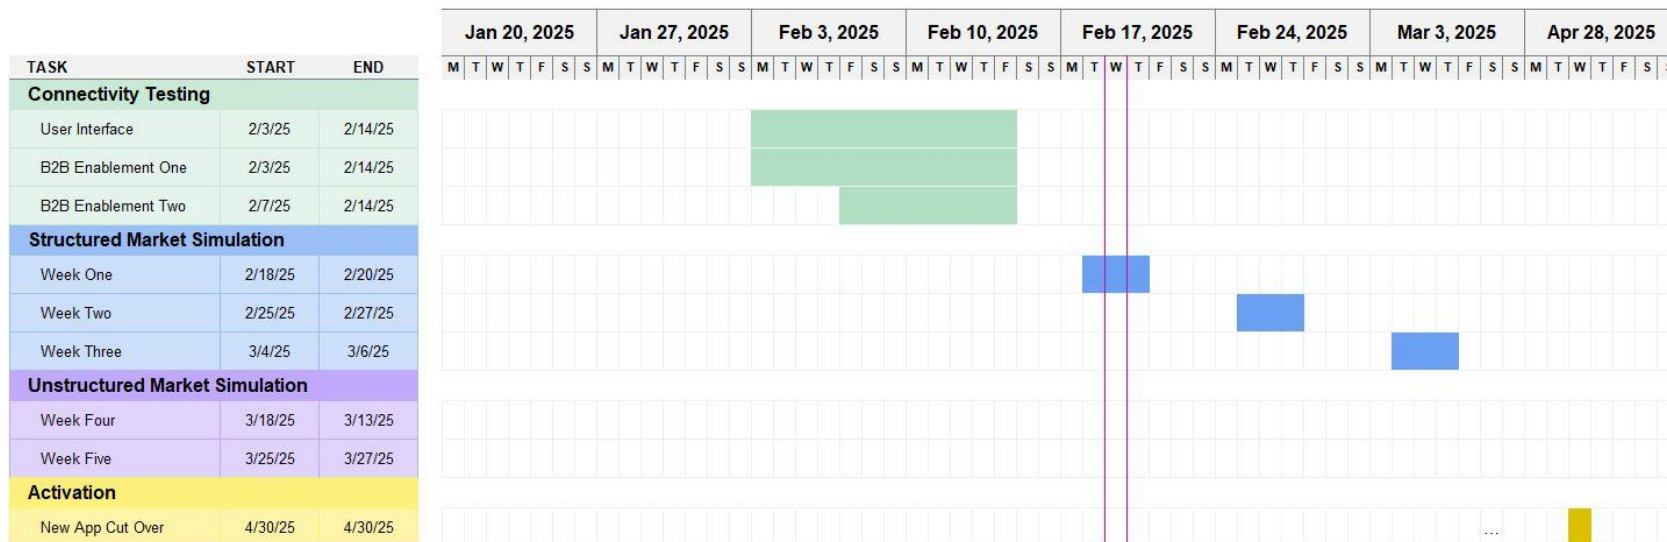 Jan 20, 2025 Jan 27, 2025 Feb 3, 2025 Feb 10, 2025 Feb 17, 2025 Feb 24, 2025 Mar 3, 2025 Apr 28, 2025
TASK START END M T W T F S S M T W T F S S M T W T F S S M T W T F S S M T W T F S S M T W T F S S M T W T F S S M T W T F S
Connectivity Testing
User Interface 2/3/25 2/14/25
B2B Enablement One 2/3/25 2/14/25
B2B Enablement Two 2/7/25 2/14/25
Structured Market Simulation
Week One 2/18/25 2/20/25
Week Two 2/25/25 2/27/25
Week Three 3/4/25 3/6/25
Unstructured Market Simulation
Week Four 3/18/25 3/13/25
Week Five 3/25/25 3/27/25
Activation
New App Cut Over 4/30/25 4/30/25 ...